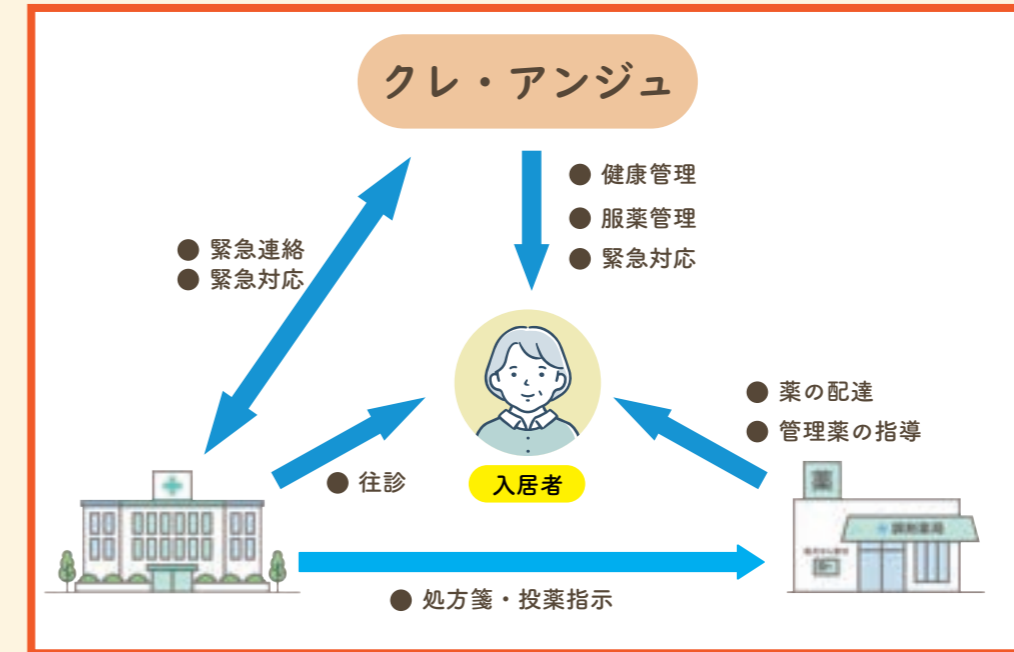 クレ・アンジュ
● 健康管理
● 服薬管理
● 緊急対応
● 緊急連絡
● 緊急対応
● 薬の配達
● 管理薬の指導
● 往診
入居者
薬
調剤薬局
● 処方箋・投薬指示